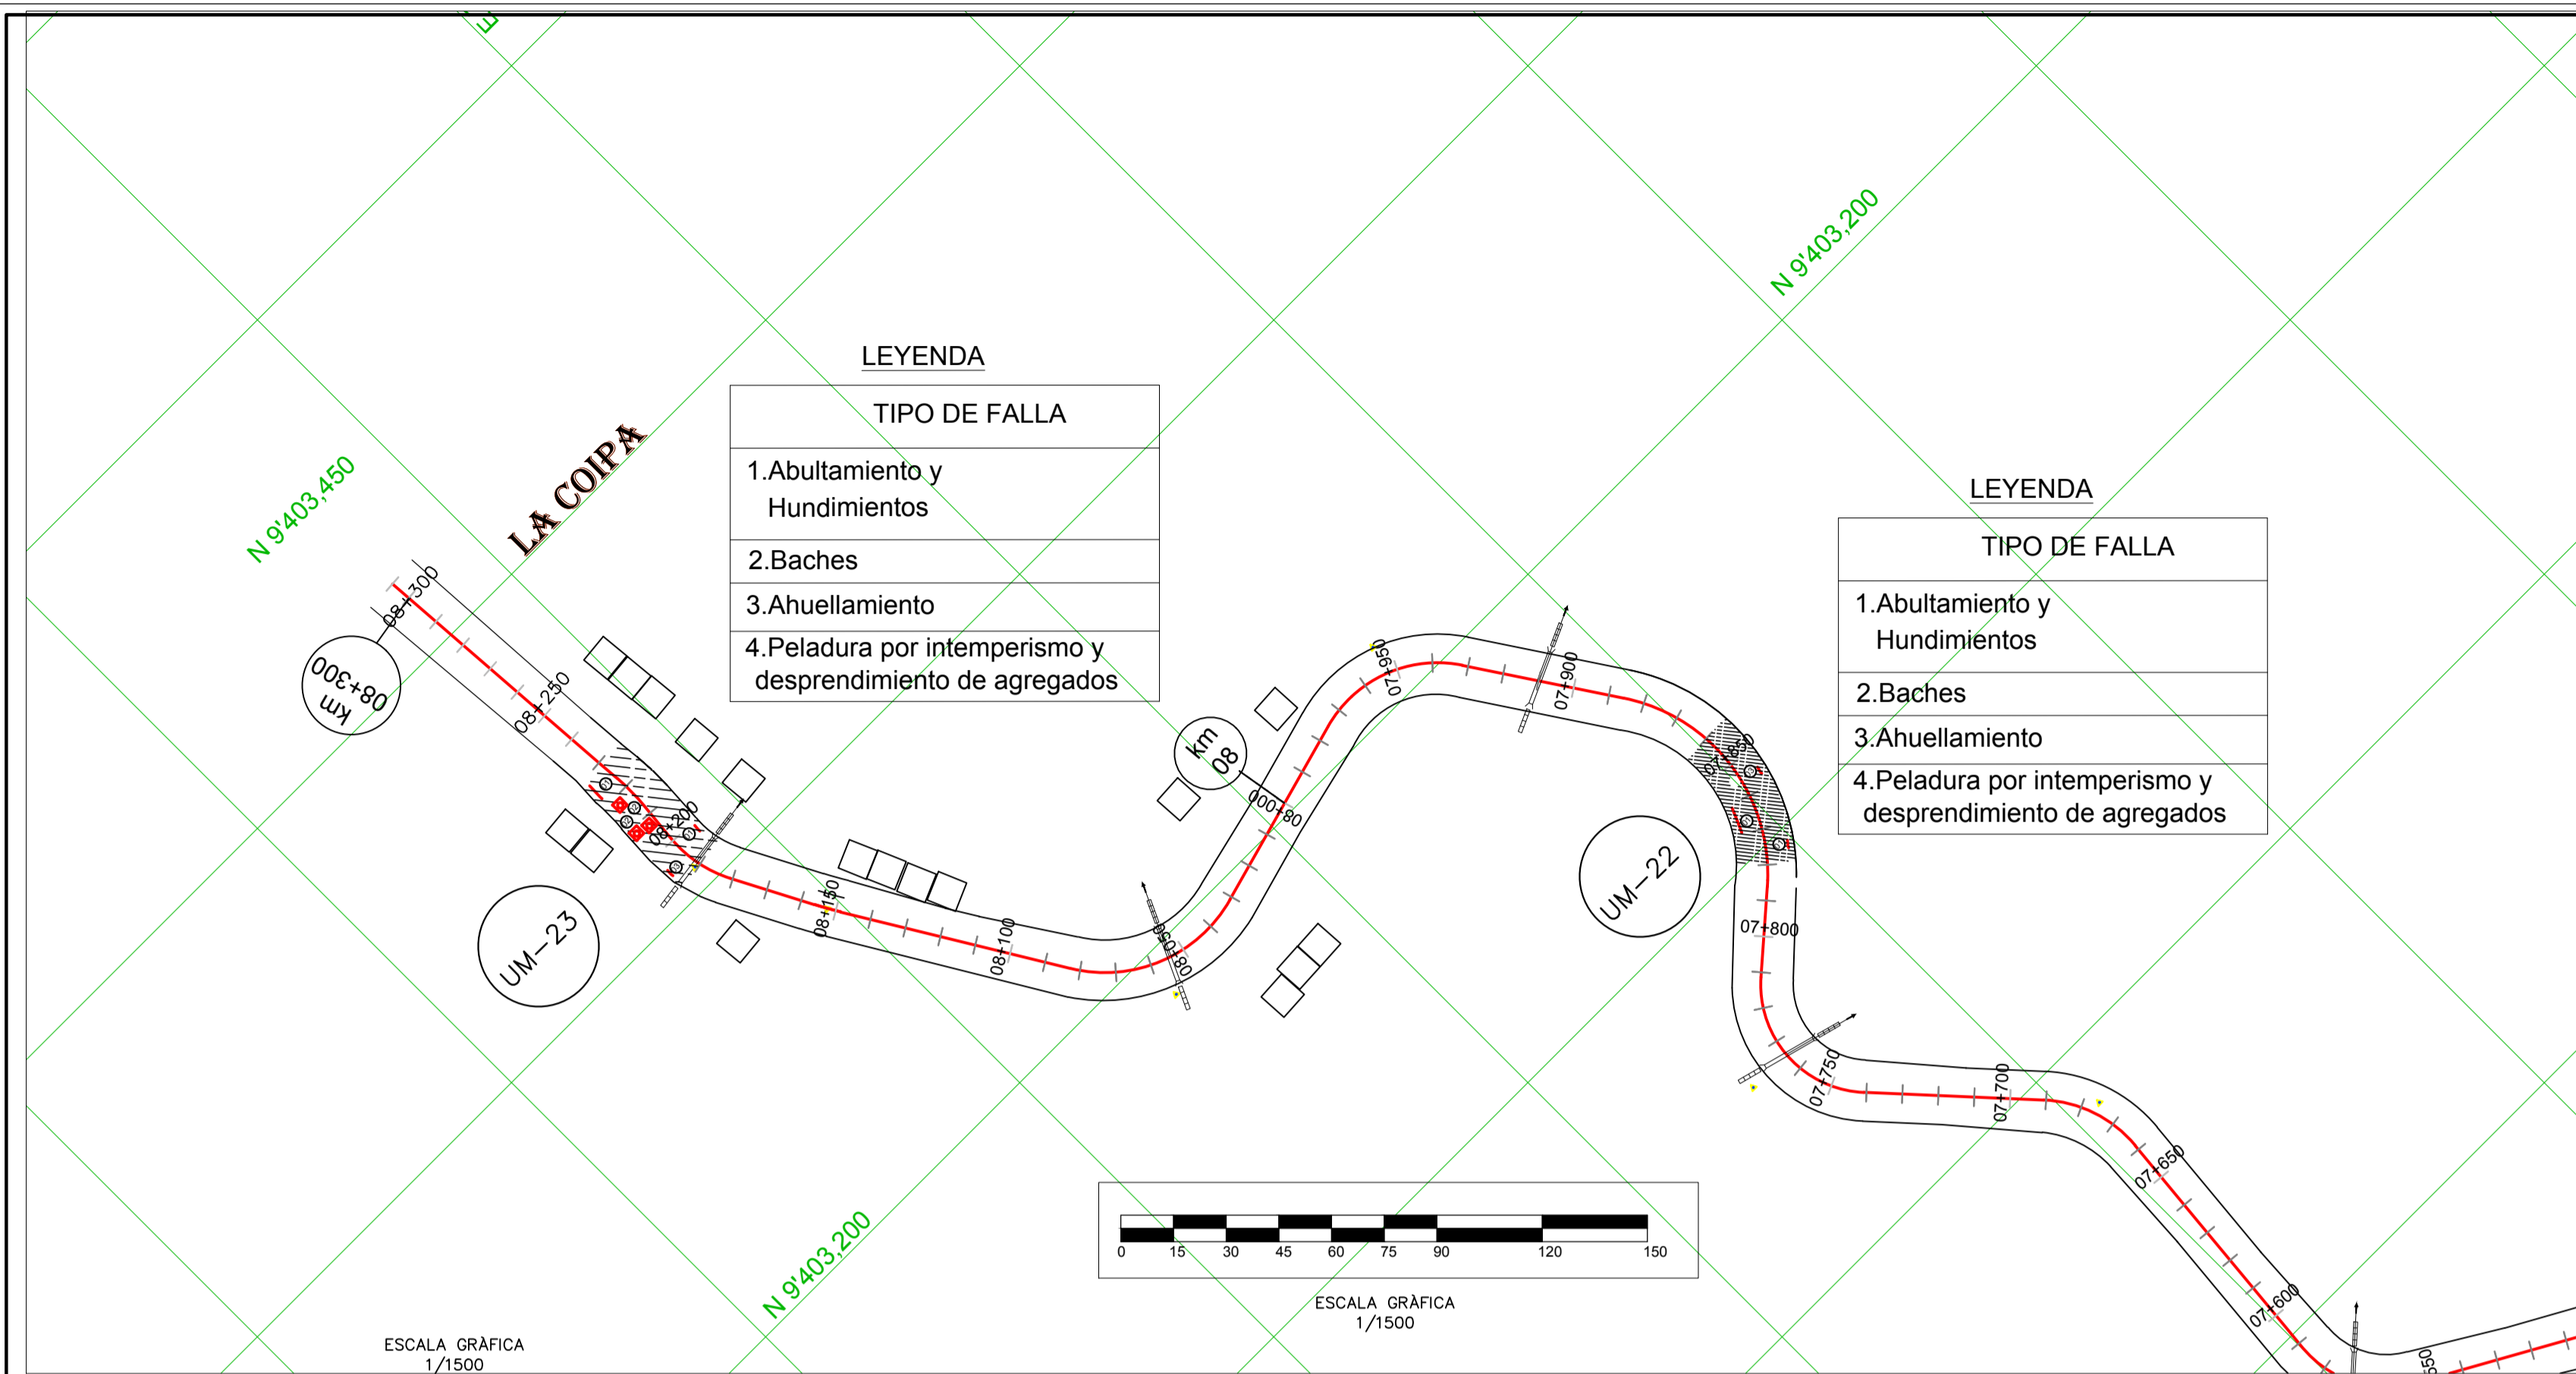 E
N 9'403,200
LEYENDA
TIPO DE FALLA
1.Abultamiento y
Hundimientos
2.Baches
3.Ahuellamiento
4.Peladura por intemperismo y
desprendimiento de agregados
LA COIPA
N 9'403,450
LEYENDA
TIPO DE FALLA
1.Abultamiento y
Hundimientos
2.Baches
3.Ahuellamiento
4.Peladura por intemperismo y
desprendimiento de agregados
08+300
km
08+300
08+250
08+200
UM-23
08+150
08+100
08+050
km
08
08+000
07+950
07+900
07+850
UM-22
07+800
07+750
07+700
07+650
07+600
550
N 9'403,200
0 15 30 45 60 75 90 120 150
ESCALA GRÀFICA
1/1500
ESCALA GRÀFICA
1/1500